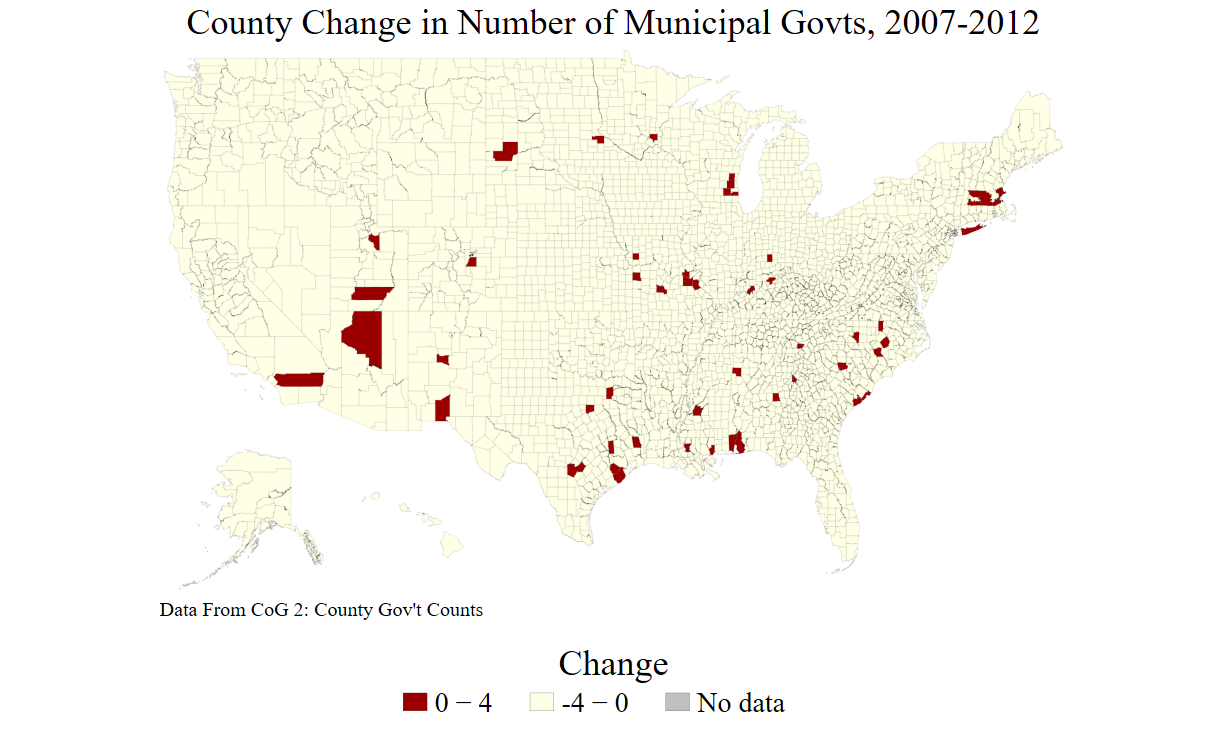 County Change in Number of Municipal Govts, 2007-2012
Data From CoG 2: County Gov't Counts
Change
0 − 4 -4 − 0 No data